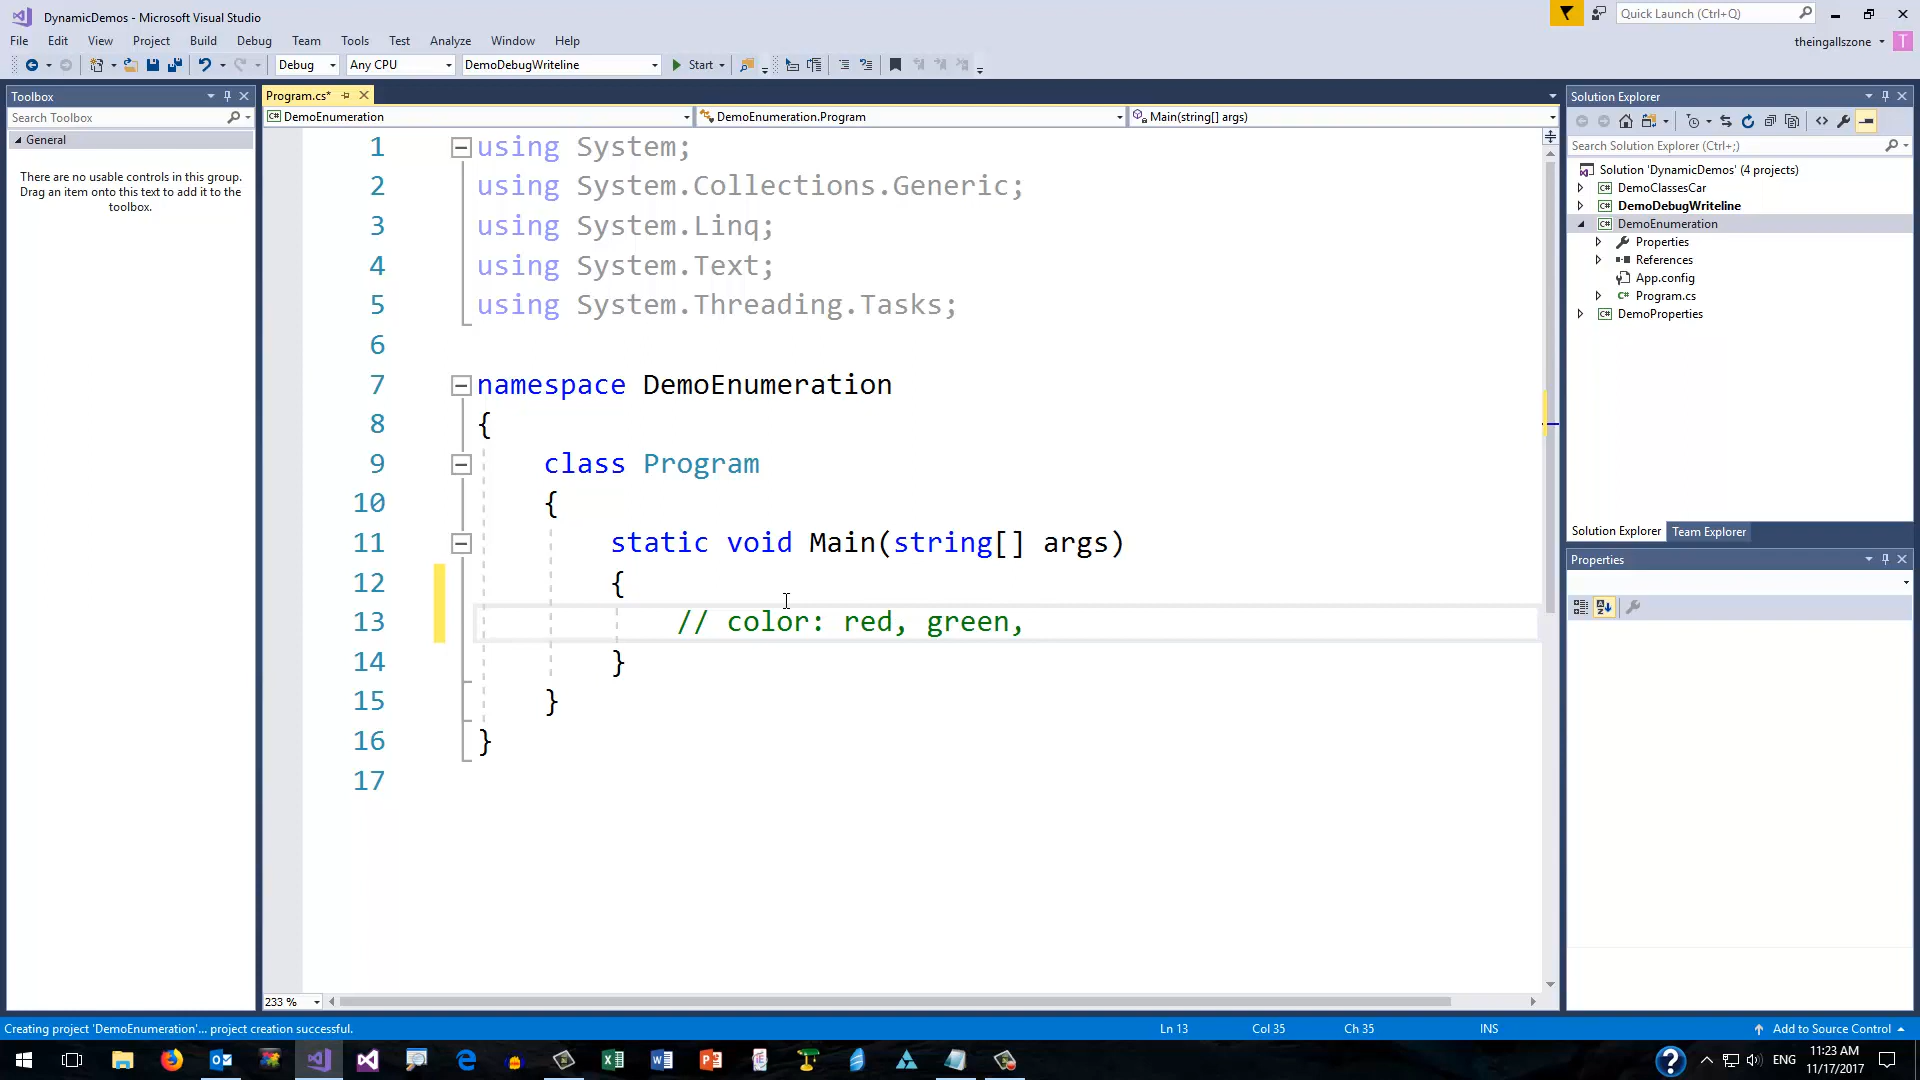 DynamicDemos - Microsoft Visual Studio
Quick Launch (Ctrl+Q)
File Edit View Project Build Debug Team Tools Test Analyze Window Help
theingallszone
T
Debug Any CPU DemoDebugWriteline Start
Toolbox
Search Toolbox
General
There are no usable controls in this group.
Drag an item onto this text to add it to the
toolbox.
Program.cs*
DemoEnumeration DemoEnumeration.Program Main(string[] args)
1 using System;
2 using System.Collections.Generic;
3 using System.Linq;
4 using System.Text;
5 using System.Threading.Tasks;
6
7 namespace DemoEnumeration
8 {
9 class Program
10 {
11 static void Main(string[] args)
12 {
13 // color: red, green,
14 }
15 }
16 }
17
233 %
Solution Explorer
Search Solution Explorer (Ctrl+;)
Solution 'DynamicDemos' (4 projects)
DemoClassesCar
DemoDebugWriteline
DemoEnumeration
Properties
References
App.config
Program.cs
DemoProperties
Solution Explorer Team Explorer
Properties
Creating project 'DemoEnumeration'... project creation successful. Ln 13 Col 35 Ch 35 INS Add to Source Control
ENG
11:23 AM
11/17/2017